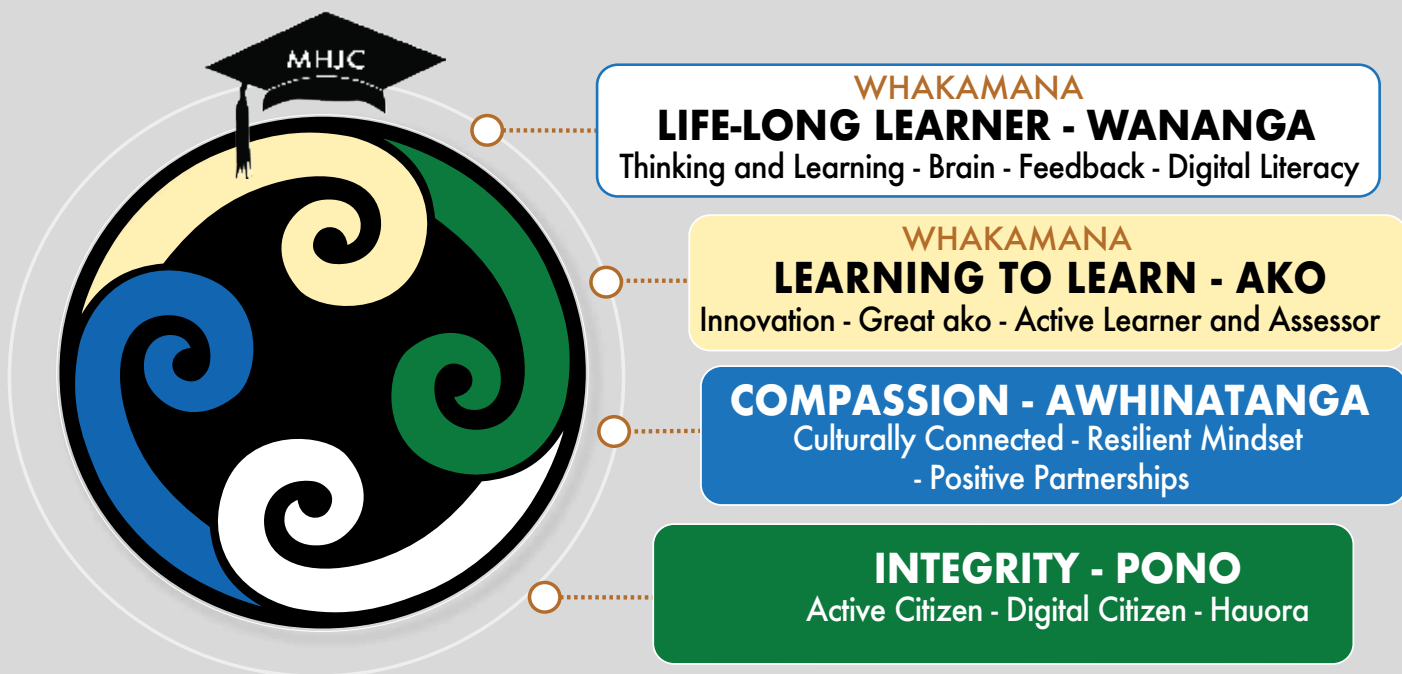 MHJC
WHAKAMANA
LIFE-LONG LEARNER - WANANGA
Thinking and Learning - Brain - Feedback - Digital Literacy
WHAKAMANA
LEARNING TO LEARN - AKO
Innovation - Great ako - Active Learner and Assessor
COMPASSION - AWHINATANGA
Culturally Connected - Resilient Mindset
- Positive Partnerships
INTEGRITY - PONO
Active Citizen - Digital Citizen - Hauora